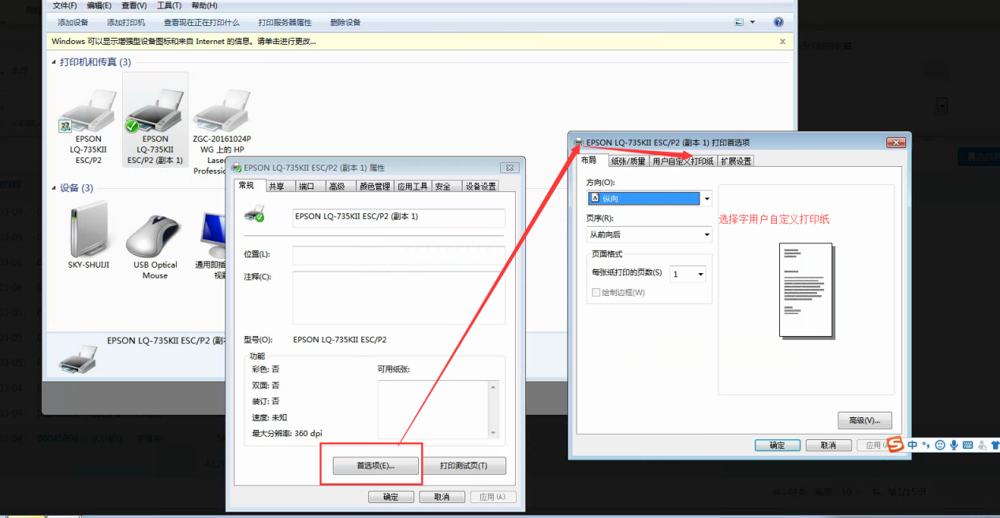 文件(F) 编辑(E) 查看(V) 工具(T) 帮助(H)
添加设备 添加打印机 查看现在正在打印什么 打印服务器属性 删除设备
Windows 可以显示增强型设备图标和来自 Internet 的信息。请单击进行更改...
打印机和传真 (3)
EPSON
LQ-735KII
ESC/P2
EPSON
LQ-735KII
ESC/P2 (副本 1)
ZGC-20161024P
WG 上的 HP
Laser
Professio
设备 (3)
SKY-SHUIJI
USB Optical
Mouse
通用即插
EPSON LQ-735KII ESC/P2 (副
EPSON LQ-735KII ESC/P2 (副本 1) 属性
常规 共享 端口 高级 颜色管理 应用工具 安全 设备设置
EPSON LQ-735KII ESC/P2 (副本 1)
位置(L):
注释(C):
型号(O): EPSON LQ-735KII ESC/P2
功能
彩色: 否 可用纸张:
双面: 否
装订: 否
速度: 未知
最大分辨率: 360 dpi
首选项(E)... 打印测试页(T)
确定 取消 应用(A)
EPSON LQ-735KII ESC/P2 (副本 1) 打印首选项
布局 纸张/质量 用户自定义打印纸 扩展设置
方向(O):
A 纵向
页序(R):
从前向后
页面格式
每张纸打印的页数(S) 1
绘制边框(W)
选择字用户自定义打印纸
高级(V)...
确定 取消 应用(A
S 中